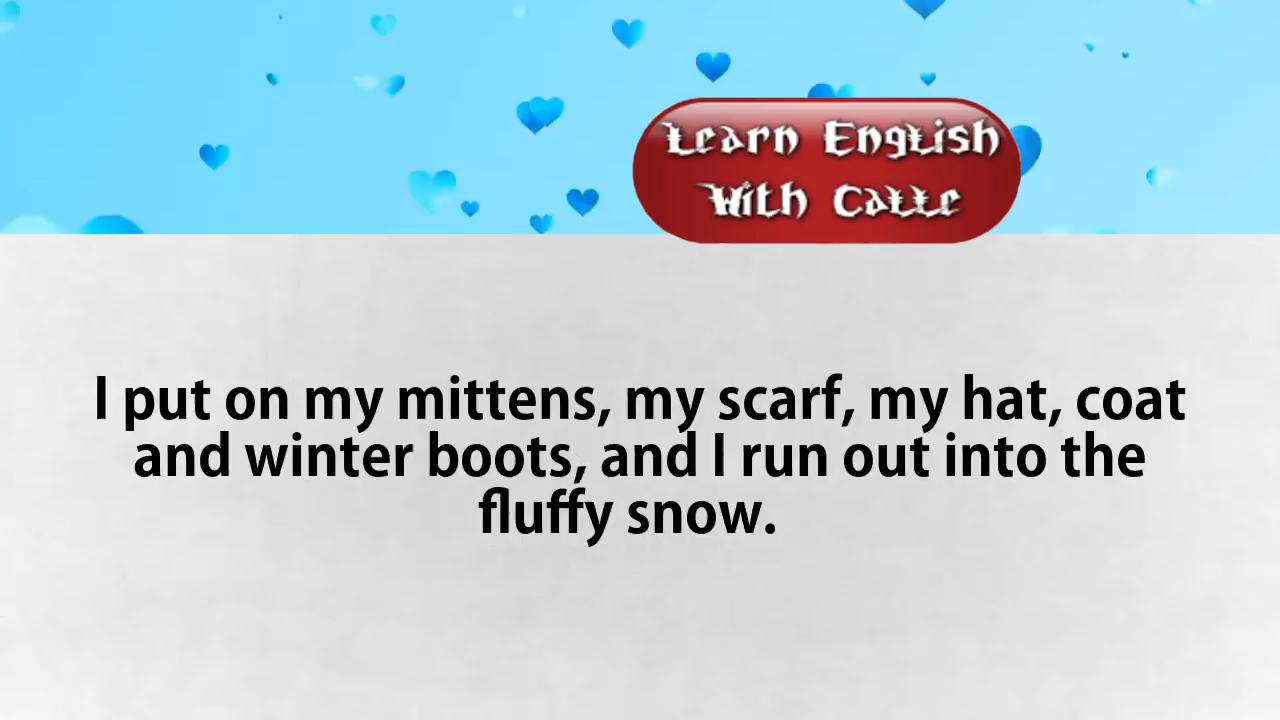 Learn English
With Calle
I put on my mittens, my scarf, my hat, coat
and winter boots, and I run out into the
fluffy snow.